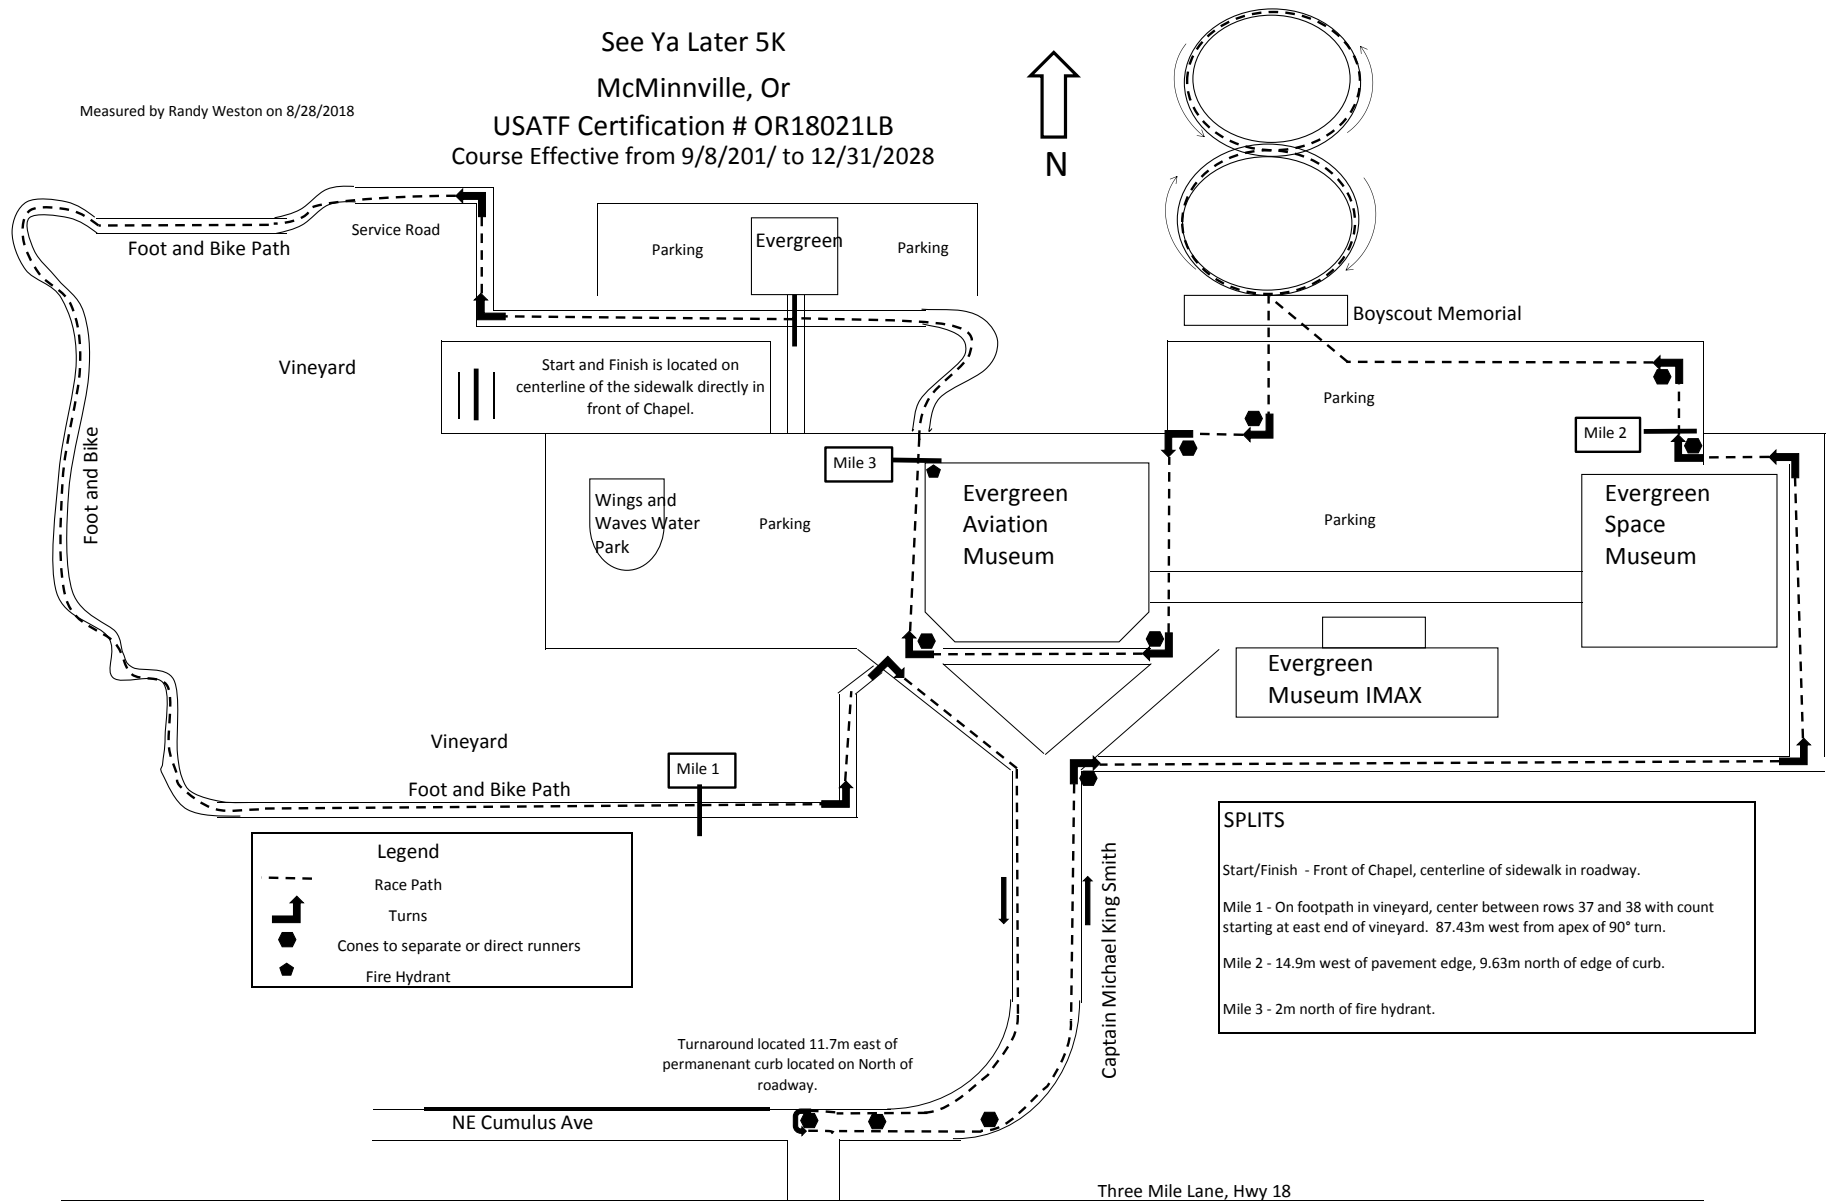 See Ya Later 5K
McMinnville, Or
USATF Certification # OR18021LB
Course Effective from 9/8/201/ to 12/31/2028
Measured by Randy Weston on 8/28/2018
N
Service Road
Foot and Bike Path
Parking
Evergreen
Parking
Boyscout Memorial
Vineyard
Start and Finish is located on
centerline of the sidewalk directly in
front of Chapel.
Parking
Mile 2
Foot and Bike
Mile 3
Wings and
Waves Water
Park
Parking
Evergreen
Aviation
Museum
Parking
Evergreen
Space
Museum
Evergreen
Museum IMAX
Vineyard
Foot and Bike Path
Mile 1
Legend
Race Path
Turns
Cones to separate or direct runners
Fire Hydrant
Captain Michael King Smith
SPLITS
Start/Finish - Front of Chapel, centerline of sidewalk in roadway.
Mile 1 - On footpath in vineyard, center between rows 37 and 38 with count
starting at east end of vineyard. 87.43m west from apex of 90° turn.
Mile 2 - 14.9m west of pavement edge, 9.63m north of edge of curb.
Mile 3 - 2m north of fire hydrant.
Turnaround located 11.7m east of
permanenant curb located on North of
roadway.
NE Cumulus Ave
Three Mile Lane, Hwy 18